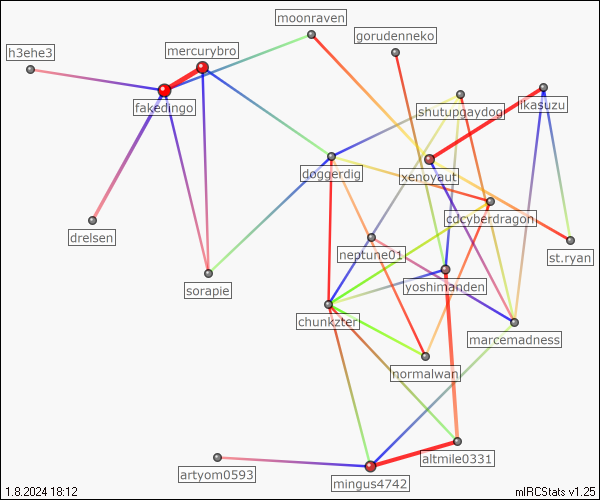 moonraven
gorudenneko
h3ehe3
mercurybro
fakedingo
shutupgaydog
ikasuzu
doggerdig
xenoyaut
cdcyberdragon
drelsen
neptune01
st.ryan
sorapie
yoshimanden
chunkzter
marcemadness
normalwan
altmile0331
artyom0593
mingus4742
1.8.2024 18:12
mIRCStats v1.25